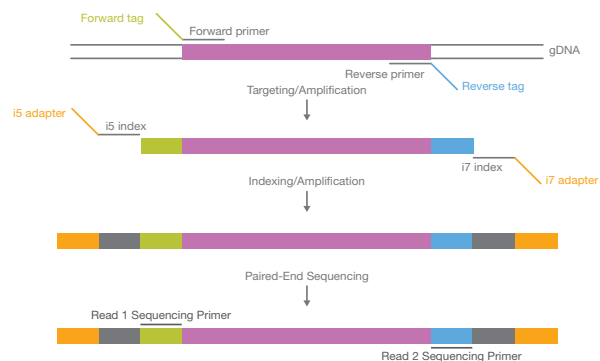 Forward tag
Forward primer
gDNA
Reverse primer
Reverse tag
Targeting/Amplification
i5 adapter
i5 index
i7 index
i7 adapter
Indexing/Amplification
Paired-End Sequencing
Read 1 Sequencing Primer
Read 2 Sequencing Primer